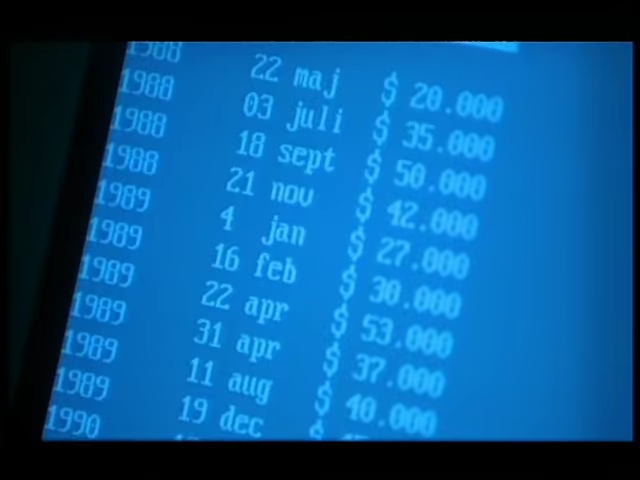 1988 22 maj $ 20.000
1988 03 juli $ 35.000
1988 18 sept $ 50.000
1988 21 nov $ 42.000
1989 4 jan $ 27.000
1989 16 feb $ 30.000
1989 22 apr $ 53.000
1989 31 apr $ 37.000
1989 11 aug $ 40.000
1989 19 dec $
1990